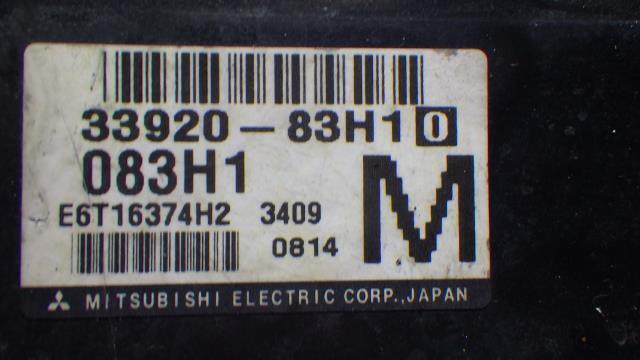 33920-83H10
083H1
E6T16374H2 3409
0814
M
MITSUBISHI ELECTRIC CORP.,JAPAN